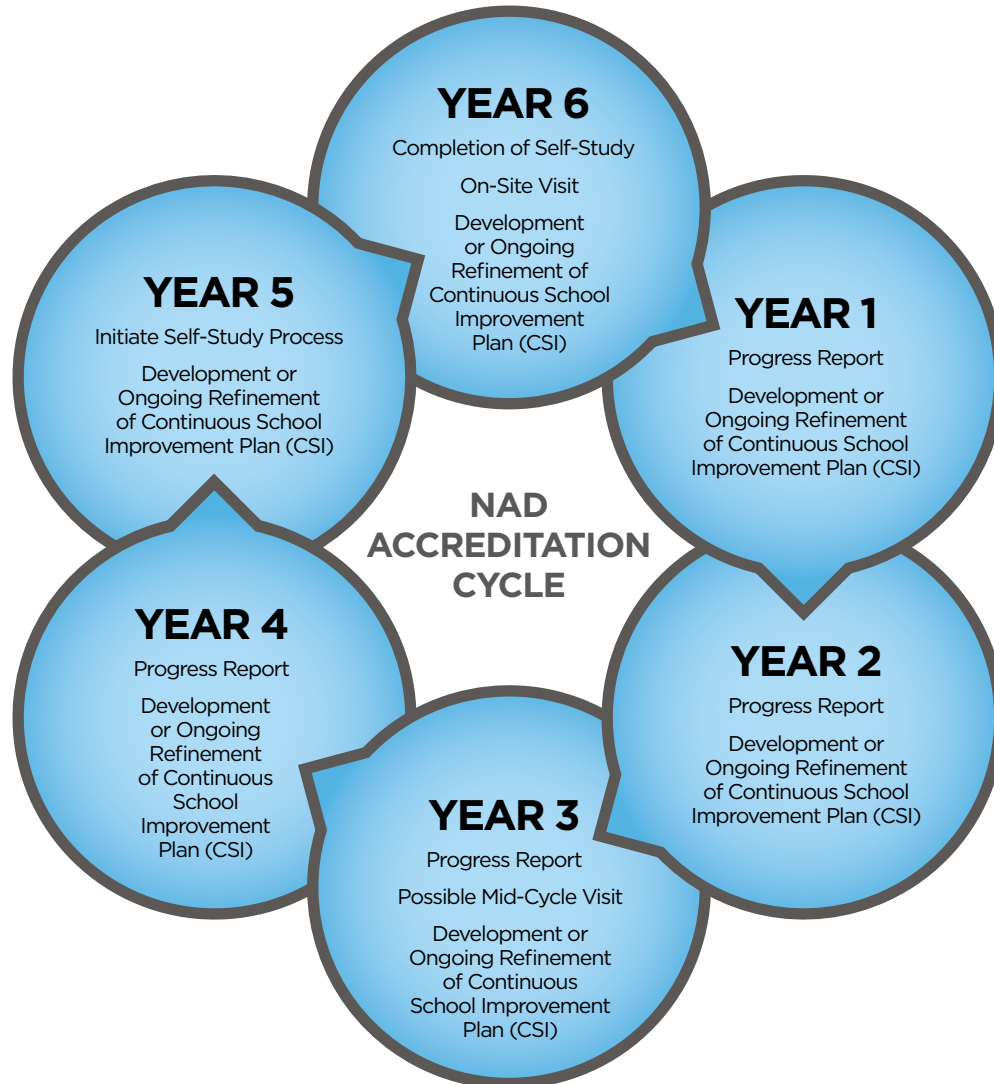 YEAR 6
Completion of Self-Study
On-Site Visit
Development
or Ongoing
Refinement of
Continuous School
Improvement
Plan (CSI)
YEAR 1
Progress Report
Development or
Ongoing Refinement
of Continuous School
Improvement Plan (CSI)
YEAR 2
Progress Report
Development or
Ongoing Refinement
of Continuous School
Improvement Plan (CSI)
YEAR 3
Progress Report
Possible Mid-Cycle Visit
Development or
Ongoing Refinement
of Continuous
School Improvement
Plan (CSI)
YEAR 4
Progress Report
Development
or Ongoing
Refinement
of Continuous
School
Improvement
Plan (CSI)
YEAR 5
Initiate Self-Study Process
Development or
Ongoing Refinement
of Continuous School
Improvement Plan (CSI)
NAD
ACCREDITATION
CYCLE